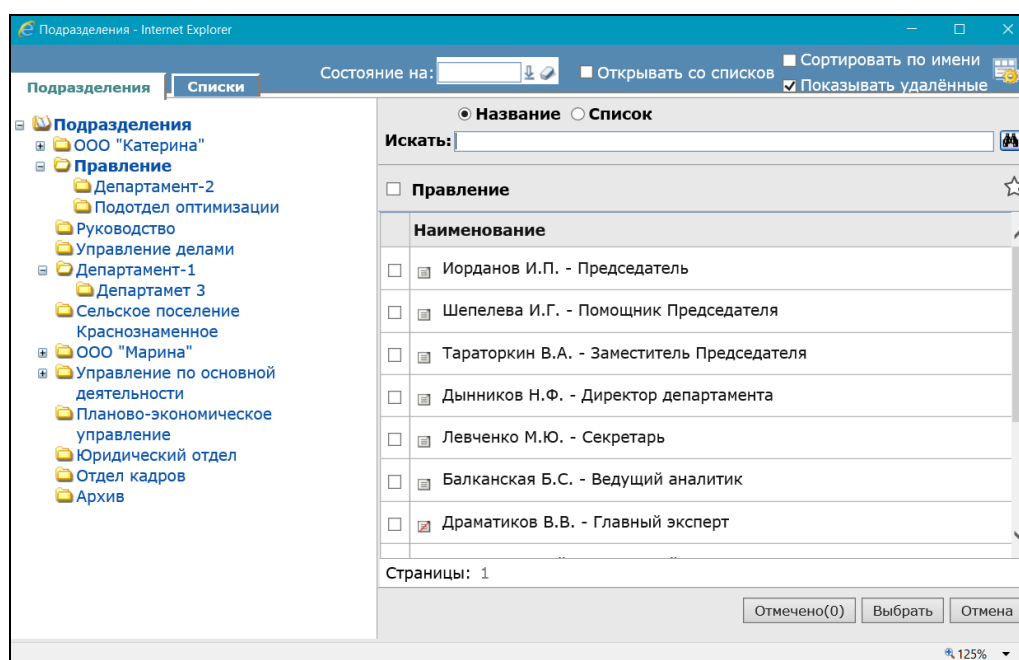 Подразделения - Internet Explorer
Подразделения
Списки
Состояние на:
Открывать со списков
Сортировать по имени
Показывать удалённые
Подразделения
ООО "Катерина"
Правление
Департамент-2
Подотдел оптимизации
Руководство
Управление делами
Департамент-1
Департамет 3
Сельское поселение
Краснознаменное
ООО "Марина"
Управление по основной
деятельности
Планово-экономическое
управление
Юридический отдел
Отдел кадров
Архив
Название Список
Искать:
Правление
Наименование
Иорданов И.П. - Председатель
Шепелева И.Г. - Помощник Председателя
Тараторкин В.А. - Заместитель Председателя
Дынников Н.Ф. - Директор департамента
Левченко М.Ю. - Секретарь
Балканская Б.С. - Ведущий аналитик
Драматиков В.В. - Главный эксперт
Страницы: 1
Отмечено(0) Выбрать Отмена
125%